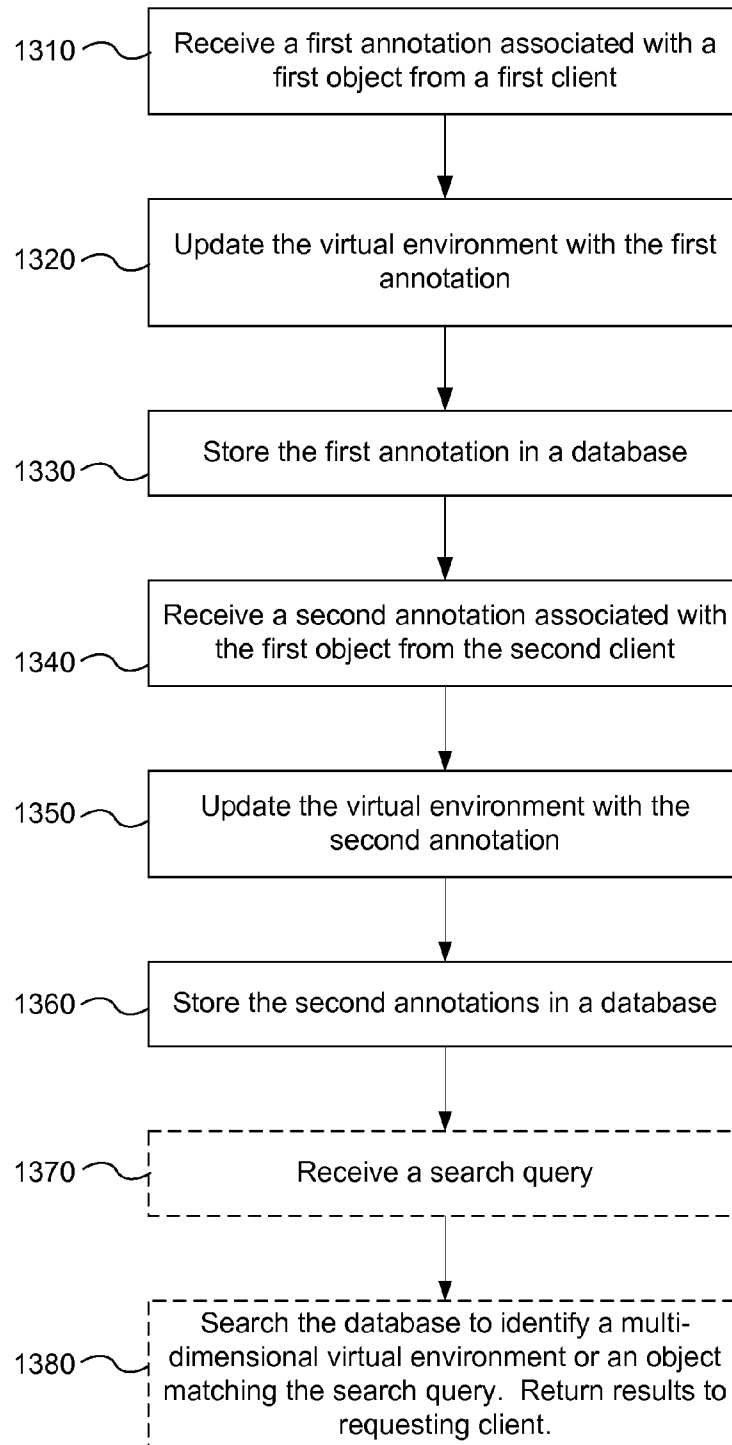 1310
Receive a first annotation associated with a
first object from a first client
1320
Update the virtual environment with the first
annotation
1330
Store the first annotation in a database
1340
Receive a second annotation associated with
the first object from the second client
1350
Update the virtual environment with the
second annotation
1360
Store the second annotations in a database
1370
Receive a search query
1380
Search the database to identify a multi-
dimensional virtual environment or an object
matching the search query.  Return results to
requesting client.